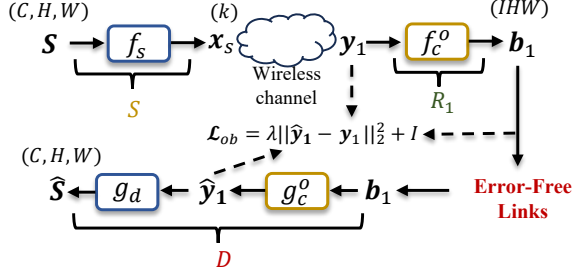 (C, H, W) (k) (IHW)
S f_s x_s y_1 f_c^o b_1
Wireless
channel
S R_1
ℒ_ob = λ||ŷ_1 − y_1||_2^2 + I
(C, H, W)
Ŝ g_d ŷ_1 g_c^o b_1 Error-Free
Links
D